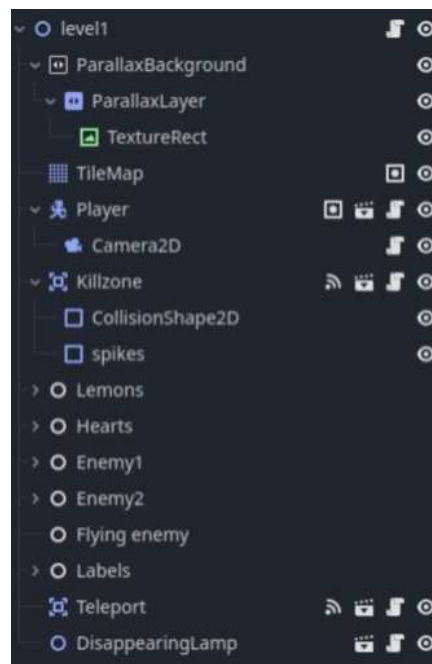 level1
ParallaxBackground
ParallaxLayer
TextureRect
TileMap
Player
Camera2D
Killzone
CollisionShape2D
spikes
Lemons
Hearts
Enemy1
Enemy2
Flying enemy
Labels
Teleport
DisappearingLamp